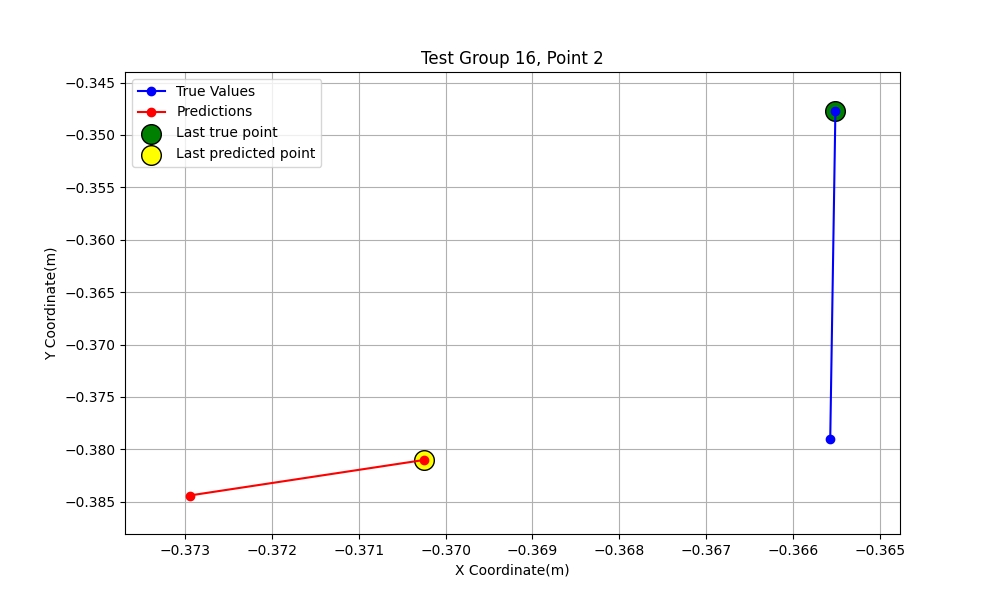 Test Group 16, Point 2
True Values
Predictions
Last true point
Last predicted point
−0.345
−0.350
−0.355
−0.360
−0.365
−0.370
−0.375
−0.380
−0.385
Y Coordinate(m)
−0.373 −0.372 −0.371 −0.370 −0.369 −0.368 −0.367 −0.366 −0.365
X Coordinate(m)